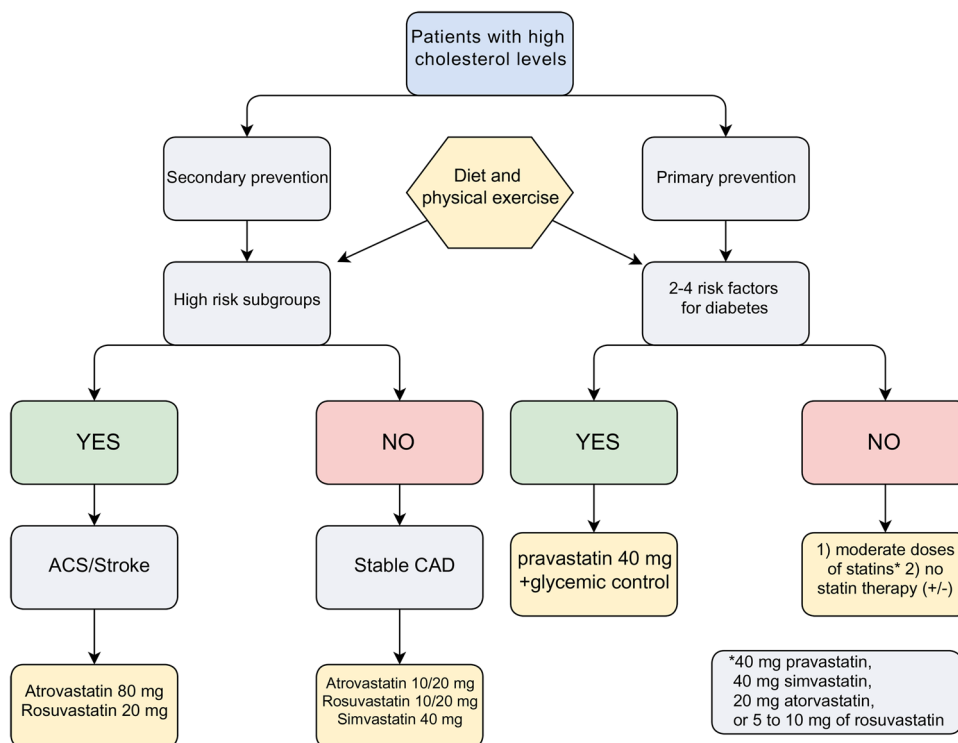 Patients with high
cholesterol levels
Secondary prevention
Diet and
physical exercise
Primary prevention
High risk subgroups
2-4 risk factors
for diabetes
YES
NO
YES
NO
ACS/Stroke
Stable CAD
pravastatin 40 mg
+glycemic control
1) moderate doses
of statins* 2) no
statin therapy (+/-)
Atrovastatin 80 mg
Rosuvastatin 20 mg
Atrovastatin 10/20 mg
Rosuvastatin 10/20 mg
Simvastatin 40 mg
*40 mg pravastatin,
40 mg simvastatin,
20 mg atorvastatin,
or 5 to 10 mg of rosuvastatin